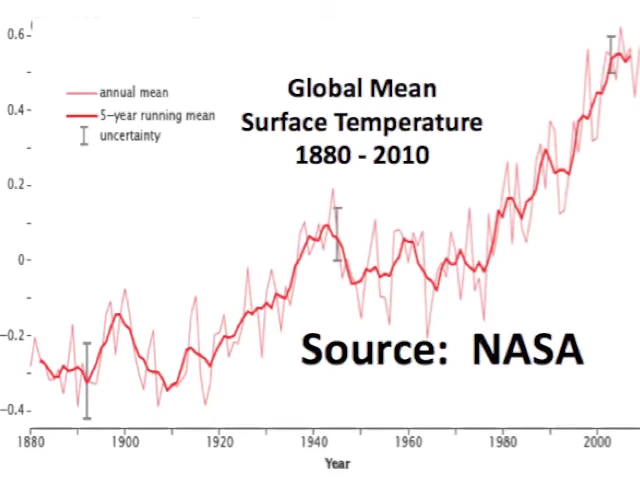 0.6
annual mean
5-year running mean
uncertainty
Global Mean
Surface Temperature
1880 - 2010
0.4
0.2
0
-0.2
-0.4
Source: NASA
1880 1900 1920 1940 1960 1980 2000
Year